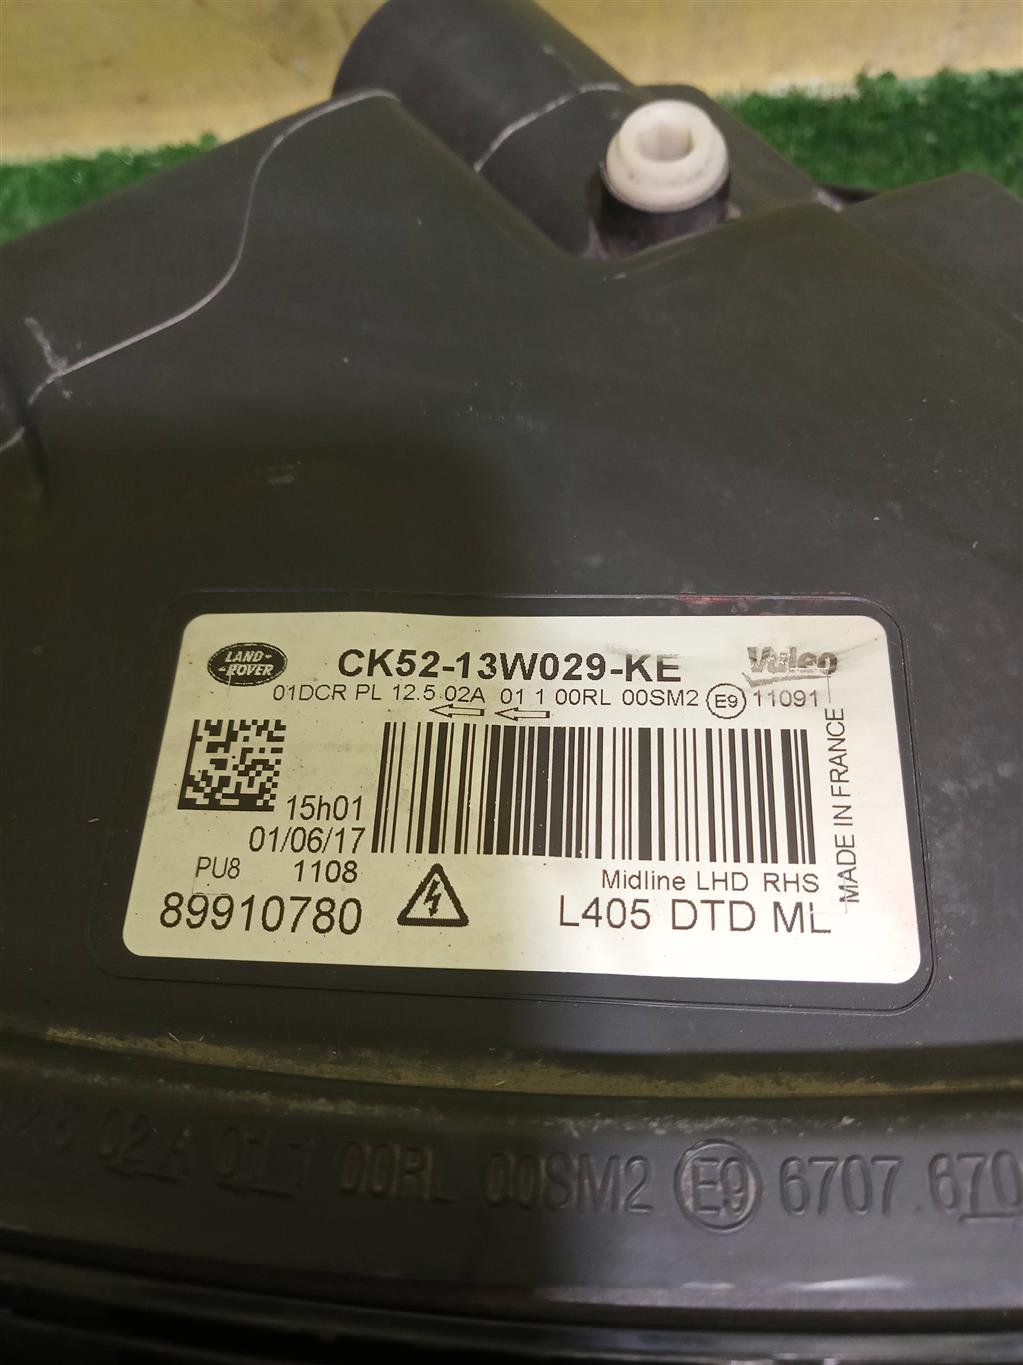 LAND-
-ROVER
CK52-13W029-KE
Valeo
01DCR PL 12.5 02A 01 1 00RL 00SM2 E9 11091
15h01
01/06/17
PU8 1108
89910780
Midline LHD RHS
L405 DTD ML
MADE IN FRANCE
02A 01 1 00RL 00SM2 E9 6707 670